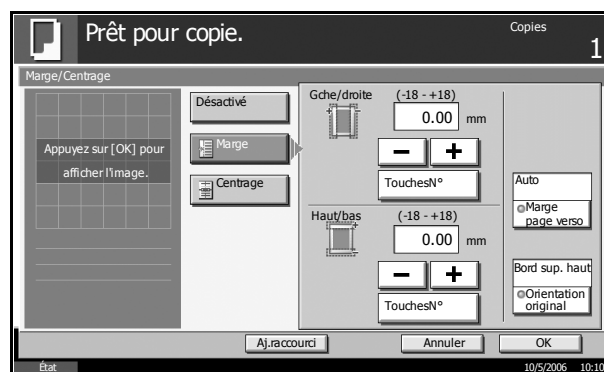 Prêt pour copie.
Copies
1
Marge/Centrage
Appuyez sur [OK] pour
afficher l'image.
Désactivé
Marge
Centrage
Gche/droite
(-18 - +18)
0.00 mm
− +
TouchesN°
Haut/bas
(-18 - +18)
0.00 mm
− +
TouchesN°
Auto
Marge
page verso
Bord sup. haut
Orientation
original
Aj.raccourci
Annuler
OK
État
10/5/2006 10:10